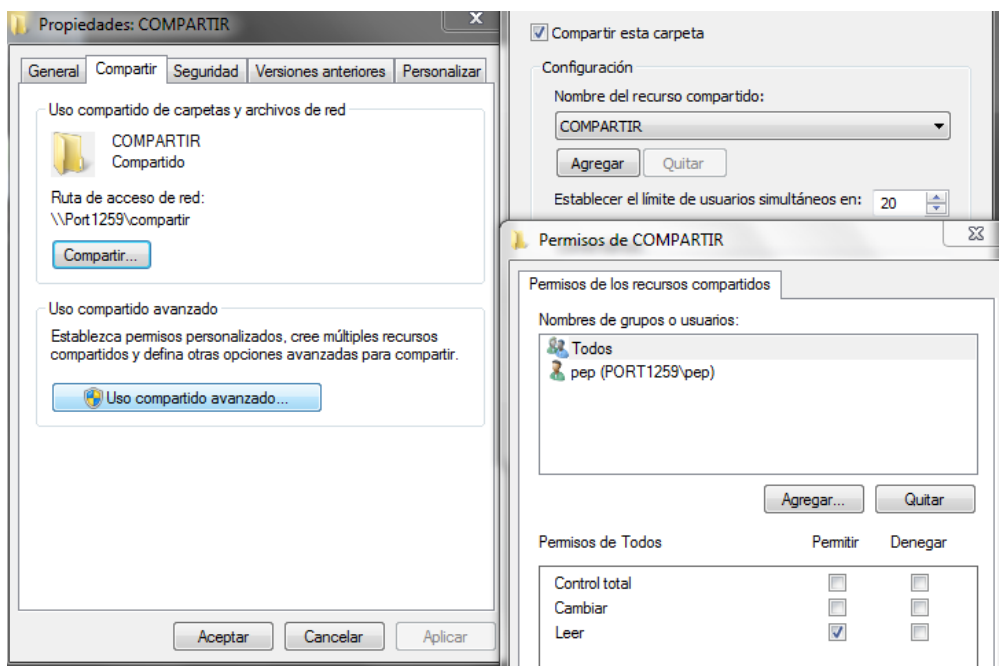 Propiedades: COMPARTIR
General Compartir Seguridad Versiones anteriores Personalizar
Uso compartido de carpetas y archivos de red
COMPARTIR
Compartido
Ruta de acceso de red:
\\Port1259\compartir
Compartir...
Uso compartido avanzado
Establezca permisos personalizados, cree múltiples recursos
compartidos y defina otras opciones avanzadas para compartir.
Uso compartido avanzado...
Aceptar Cancelar Aplicar
Compartir esta carpeta
Configuración
Nombre del recurso compartido:
COMPARTIR
Agregar Quitar
Establecer el límite de usuarios simultáneos en: 20
Permisos de COMPARTIR
Permisos de los recursos compartidos
Nombres de grupos o usuarios:
Todos
pep (PORT1259\pep)
Agregar... Quitar
Permisos de Todos Permitir Denegar
Control total
Cambiar
Leer